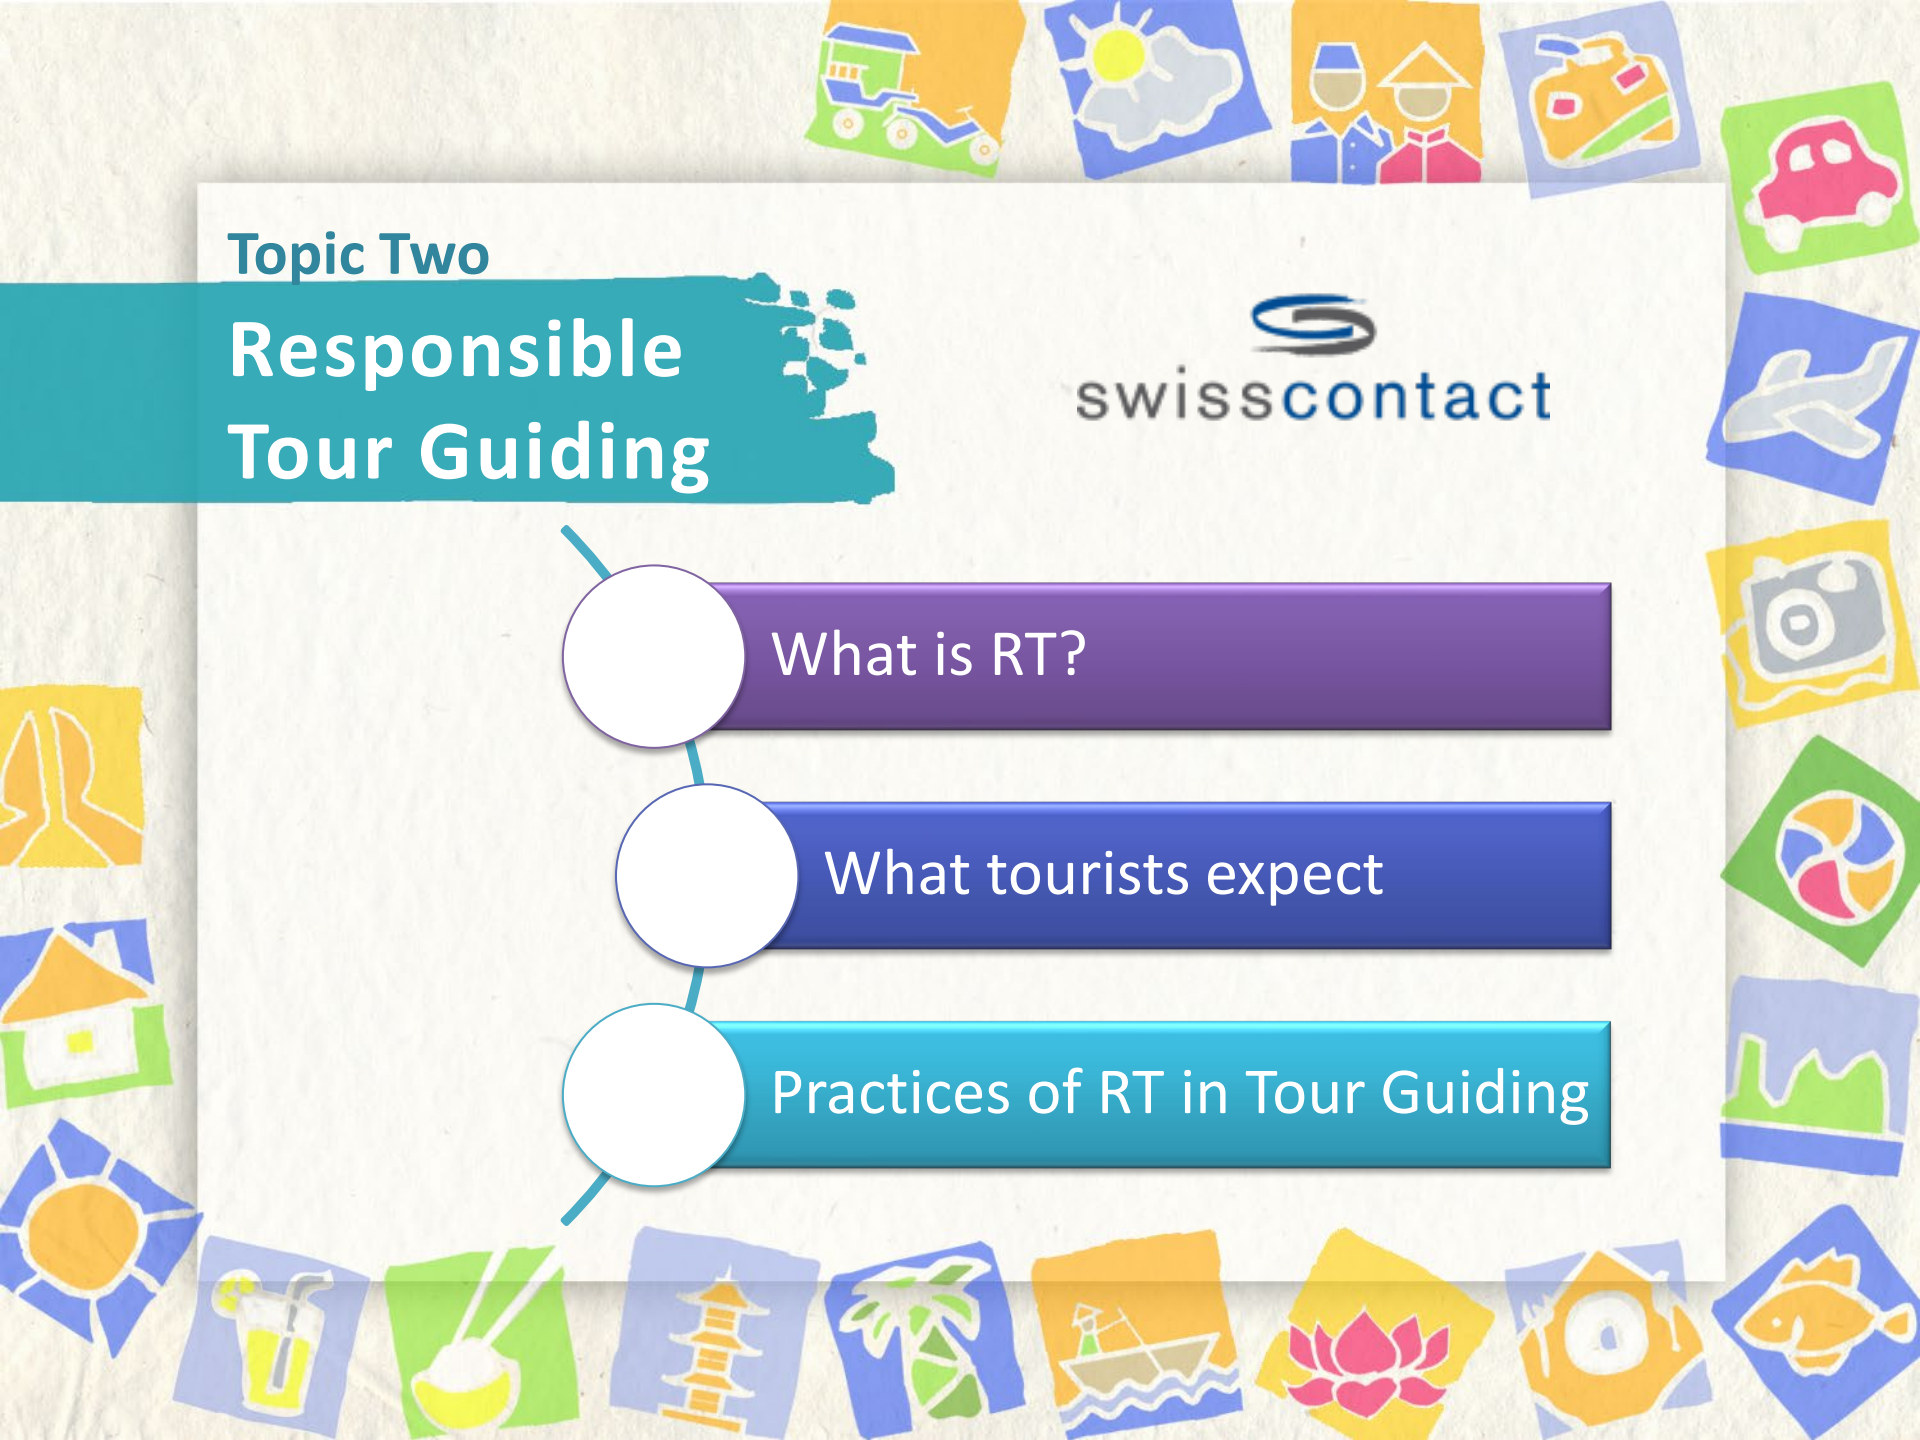 Topic Two
Responsible
Tour Guiding
swisscontact
What is RT?
What tourists expect
Practices of RT in Tour Guiding